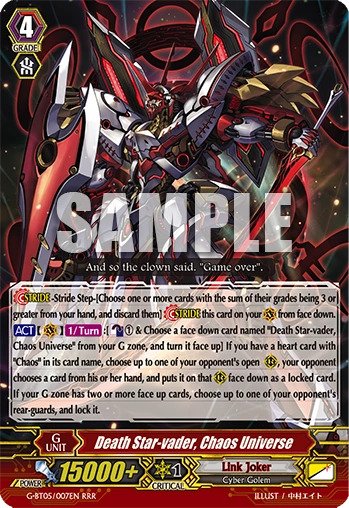 4
GRADE
SAMPLE
And so the clown said. "Game over".
STRIDE -Stride Step-[Choose one or more cards with the sum of their grades being 3 or
greater from your hand, and discard them] STRIDE this card on your (V) from face down.
ACT [(V)] 1/Turn :[(1) & Choose a face down card named "Death Star-vader,
Chaos Universe" from your G zone, and turn it face up] If you have a heart card with
"Chaos" in its card name, choose up to one of your opponent's open (R), your opponent
chooses a card from his or her hand, and puts it on that (R) face down as a locked card.
If your G zone has two or more face up cards, choose up to one of your opponent's
rear-guards, and lock it.
G
UNIT
Death Star-vader, Chaos Universe
POWER
15000+
1
CRITICAL
Link Joker
Cyber Golem
G-BT05/007EN RRR
ILLUST / 中村エイト